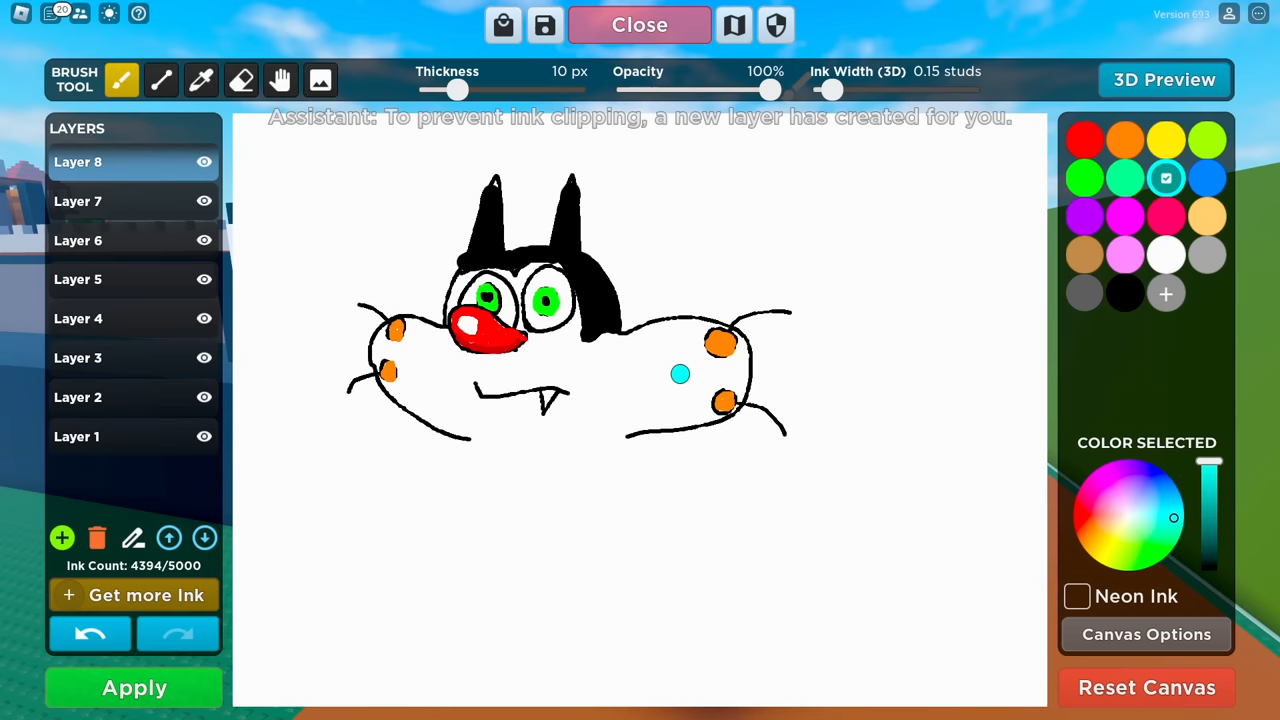 20
Close
Version 693
BRUSH TOOL
Thickness 10 px
Opacity 100%
Ink Width (3D) 0.15 studs
3D Preview
Assistant: To prevent ink clipping, a new layer has created for you.
LAYERS
Layer 8
Layer 7
Layer 6
Layer 5
Layer 4
Layer 3
Layer 2
Layer 1
Ink Count: 4394/5000
+ Get more Ink
Apply
COLOR SELECTED
Neon Ink
Canvas Options
Reset Canvas